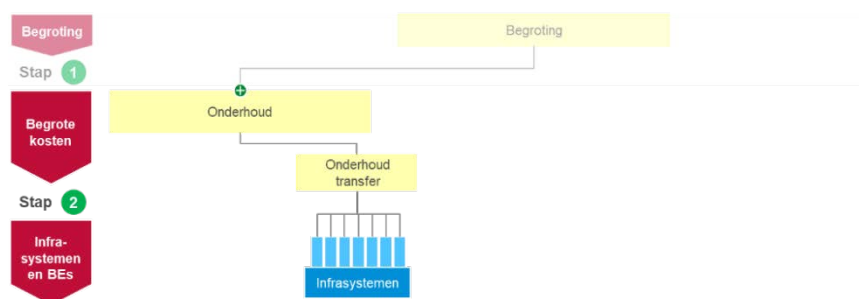 Begroting
Begroting
Stap 1
Onderhoud
Begrote
kosten
Onderhoud
transfer
Stap 2
Infra-
systemen
en BEs
Infrasystemen